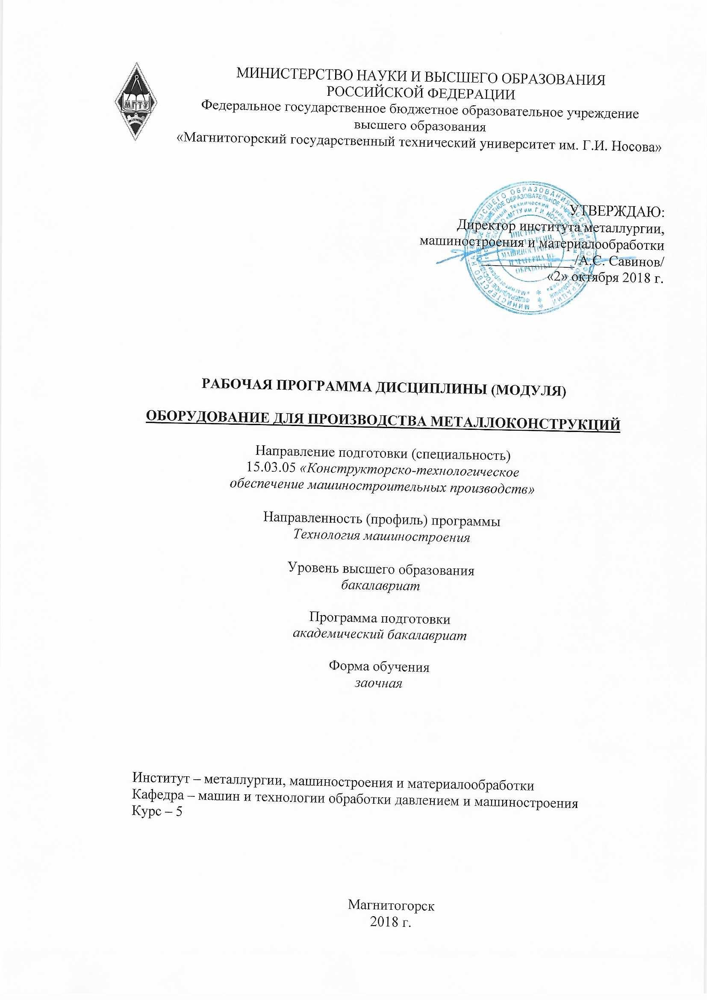 МИНИСТЕРСТВО НАУКИ И ВЫСШЕГО ОБРАЗОВАНИЯ
РОССИЙСКОЙ ФЕДЕРАЦИИ
Федеральное государственное бюджетное образовательное учреждение
высшего образования
«Магнитогорский государственный технический университет им. Г.И. Носова»
МГТУ
УТВЕРЖДАЮ:
Директор института металлургии,
машиностроения и материалообработки
/А.С. Савинов/
«2» октября 2018 г.
РАБОЧАЯ ПРОГРАММА ДИСЦИПЛИНЫ (МОДУЛЯ)
ОБОРУДОВАНИЕ ДЛЯ ПРОИЗВОДСТВА МЕТАЛЛОКОНСТРУКЦИЙ
Направление подготовки (специальность)
15.03.05 «Конструкторско-технологическое
обеспечение машиностроительных производств»
Направленность (профиль) программы
Технология машиностроения
Уровень высшего образования
бакалавриат
Программа подготовки
академический бакалавриат
Форма обучения
заочная
Институт – металлургии, машиностроения и материалообработки
Кафедра – машин и технологии обработки давлением и машиностроения
Курс – 5
Магнитогорск
2018 г.